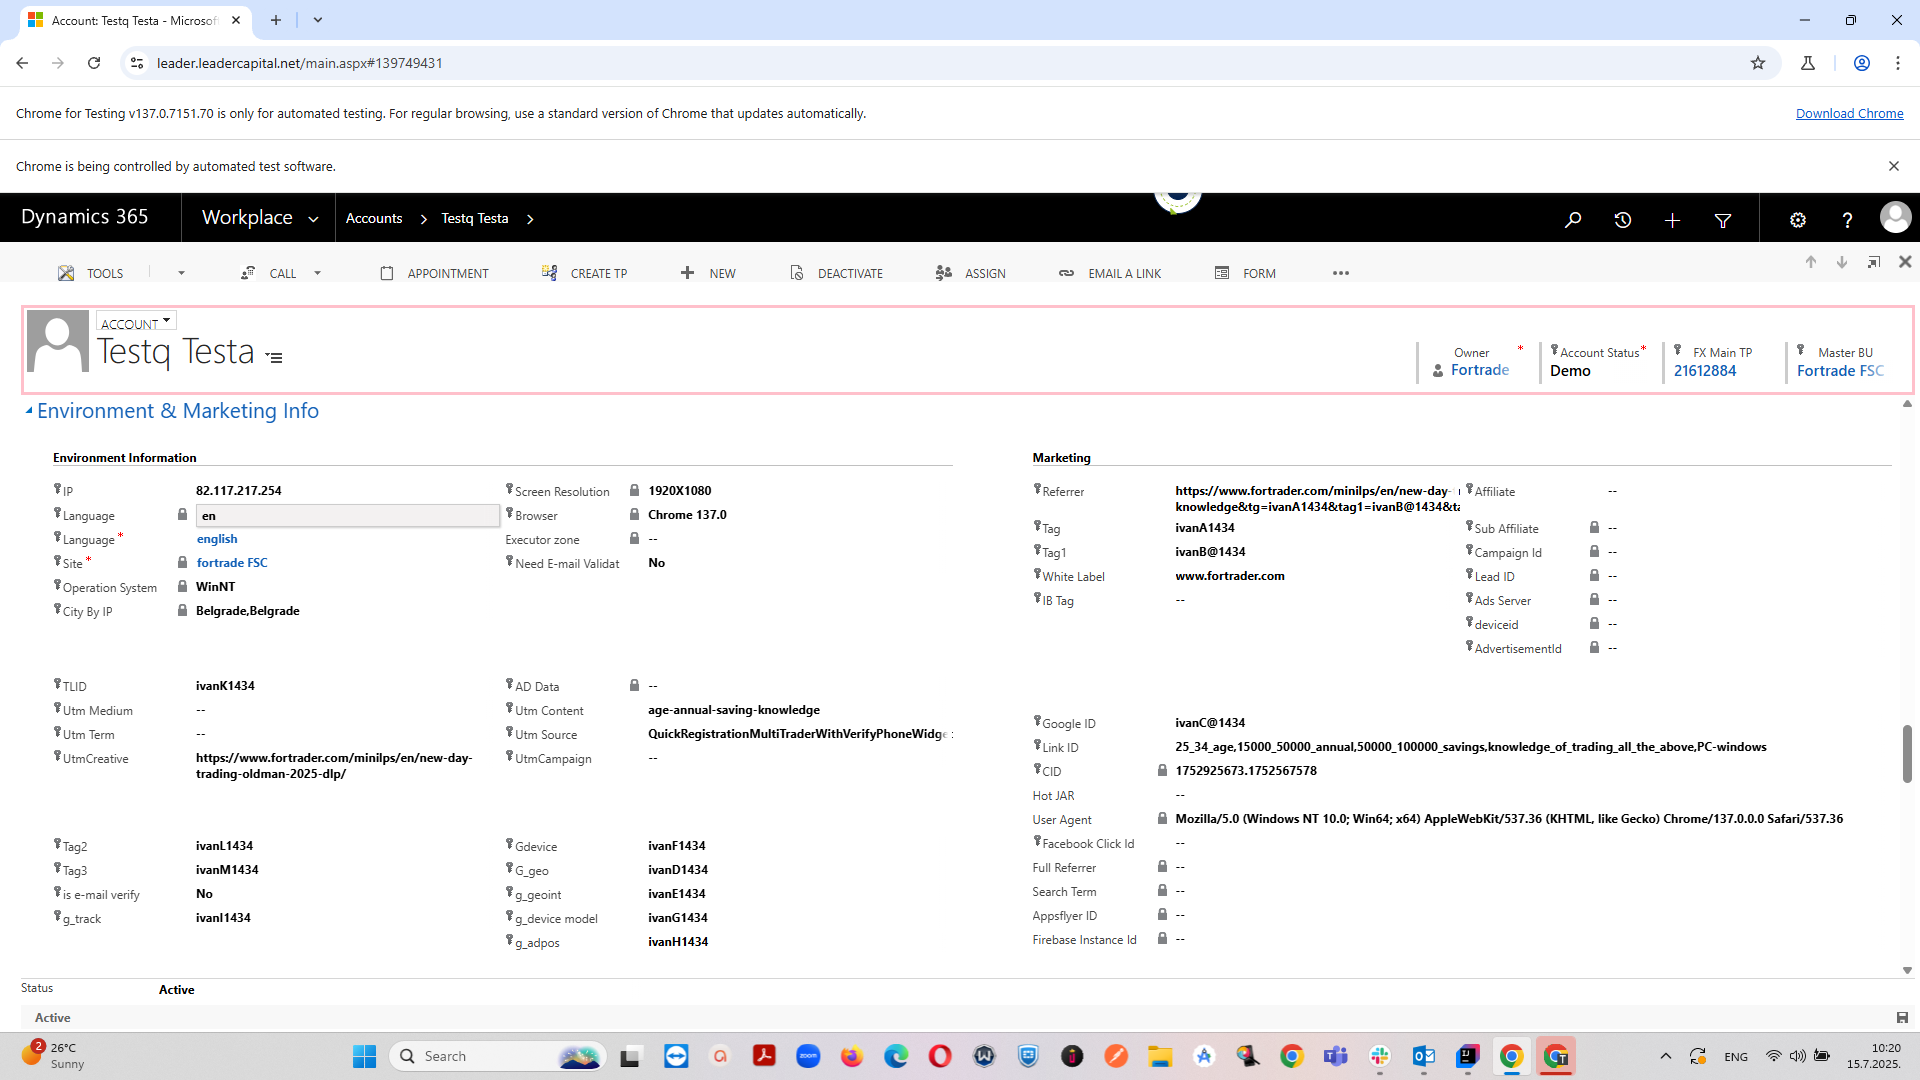 Account: Testq Testa - Microsof
leader.leadercapital.net/main.aspx#139749431
Chrome for Testing v137.0.7151.70 is only for automated testing. For regular browsing, use a standard version of Chrome that updates automatically.
Download Chrome
Chrome is being controlled by automated test software.
Dynamics 365
Workplace
Accounts
Testq Testa
TOOLS
CALL
APPOINTMENT
CREATE TP
NEW
DEACTIVATE
ASSIGN
EMAIL A LINK
FORM
ACCOUNT
Testq Testa
Owner *
Fortrade
Account Status *
Demo
FX Main TP
21612884
Master BU
Fortrade FSC
Environment & Marketing Info
Environment Information
IP 82.117.217.254
Language en
Language * english
Site * fortrade FSC
Operation System WinNT
City By IP Belgrade,Belgrade
Screen Resolution 1920X1080
Browser Chrome 137.0
Executor zone --
Need E-mail Validat No
TLID ivanK1434
Utm Medium --
Utm Term --
UtmCreative https://www.fortrader.com/minilps/en/new-day-
trading-oldman-2025-dlp/
AD Data --
Utm Content age-annual-saving-knowledge
Utm Source QuickRegistrationMultiTraderWithVerifyPhoneWidge
UtmCampaign --
Tag2 ivanL1434
Tag3 ivanM1434
is e-mail verify No
g_track ivanI1434
Gdevice ivanF1434
G_geo ivanD1434
g_geoint ivanE1434
g_device model ivanG1434
g_adpos ivanH1434
Marketing
Referrer https://www.fortrader.com/minilps/en/new-day-
knowledge&tg=ivanA1434&tag1=ivanB@1434&ta
Tag ivanA1434
Tag1 ivanB@1434
White Label www.fortrader.com
IB Tag --
Affiliate --
Sub Affiliate --
Campaign Id --
Lead ID --
Ads Server --
deviceid --
AdvertisementId --
Google ID ivanC@1434
Link ID 25_34_age,15000_50000_annual,50000_100000_savings,knowledge_of_trading_all_the_above,PC-windows
CID 1752925673.1752567578
Hot JAR --
User Agent Mozilla/5.0 (Windows NT 10.0; Win64; x64) AppleWebKit/537.36 (KHTML, like Gecko) Chrome/137.0.0.0 Safari/537.36
Facebook Click Id --
Full Referrer --
Search Term --
Appsflyer ID --
Firebase Instance Id --
Status Active
Active
2
26°C
Sunny
Search
zoom
ENG
10:20
15.7.2025.